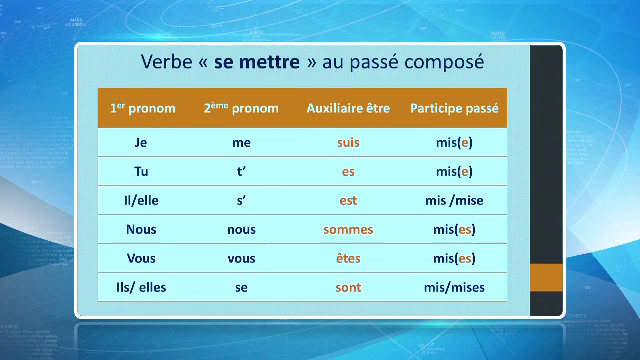 Verbe « se mettre » au passé composé
1er pronom 2ème pronom Auxiliaire être Participe passé
Je me suis mis(e)
Tu t’ es mis(e)
Il/elle s’ est mis /mise
Nous nous sommes mis(es)
Vous vous êtes mis(es)
Ils/ elles se sont mis/mises